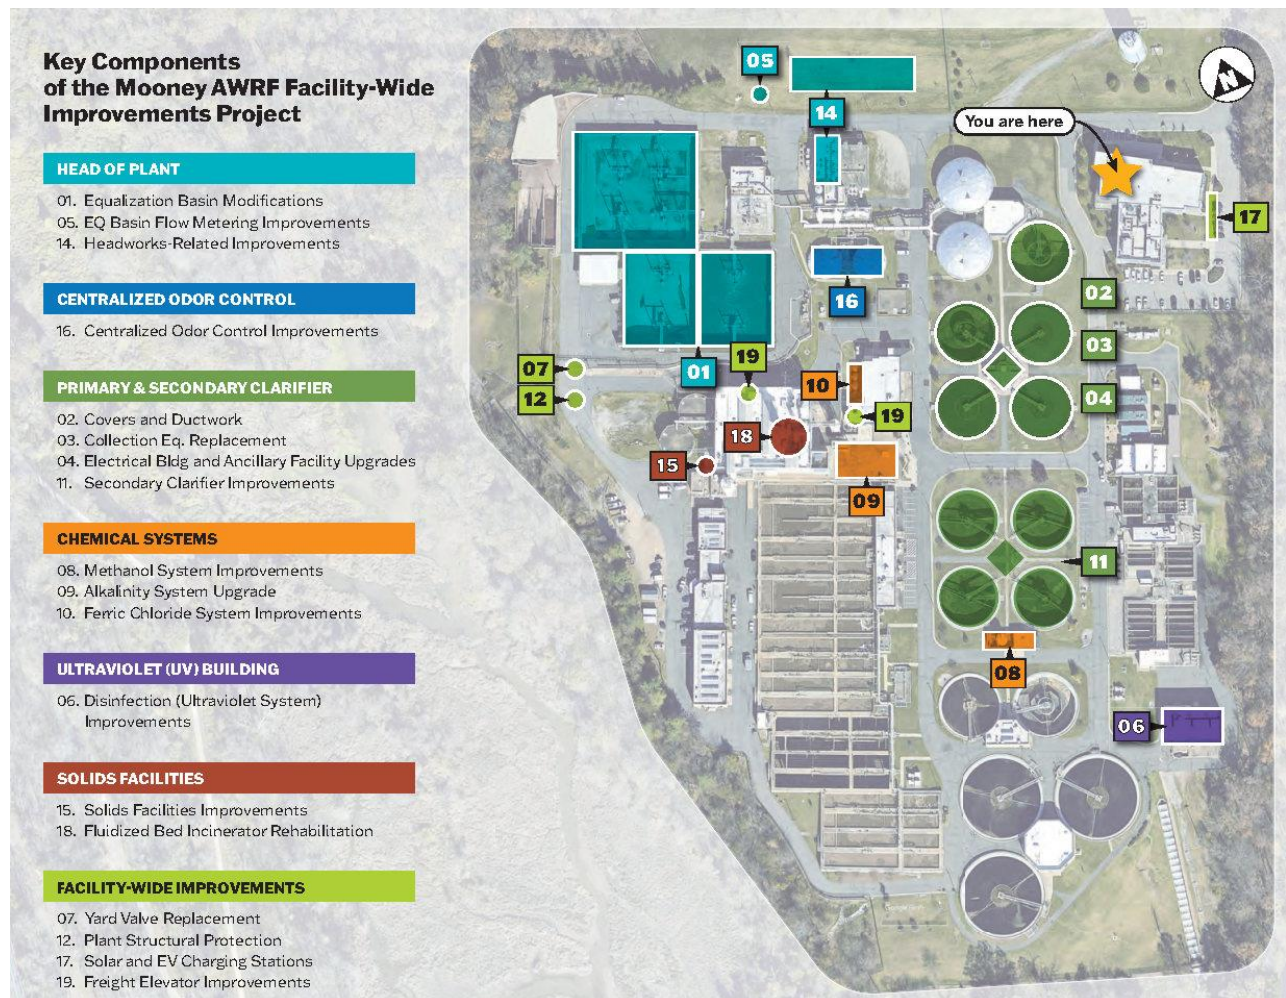 Key Components
of the Mooney AWRF Facility-Wide
Improvements Project
HEAD OF PLANT
01. Equalization Basin Modifications
05. EQ Basin Flow Metering Improvements
14. Headworks-Related Improvements
CENTRALIZED ODOR CONTROL
16. Centralized Odor Control Improvements
PRIMARY & SECONDARY CLARIFIER
02. Covers and Ductwork
03. Collection Eq. Replacement
04. Electrical Bldg and Ancillary Facility Upgrades
11. Secondary Clarifier Improvements
CHEMICAL SYSTEMS
08. Methanol System Improvements
09. Alkalinity System Upgrade
10. Ferric Chloride System Improvements
ULTRAVIOLET (UV) BUILDING
06. Disinfection (Ultraviolet System)
Improvements
SOLIDS FACILITIES
15. Solids Facilities Improvements
18. Fluidized Bed Incinerator Rehabilitation
FACILITY-WIDE IMPROVEMENTS
07. Yard Valve Replacement
12. Plant Structural Protection
17. Solar and EV Charging Stations
19. Freight Elevator Improvements
05
14
N
You are here
17
16
02
03
04
01
19
07
12
10
19
18
15
09
11
08
06